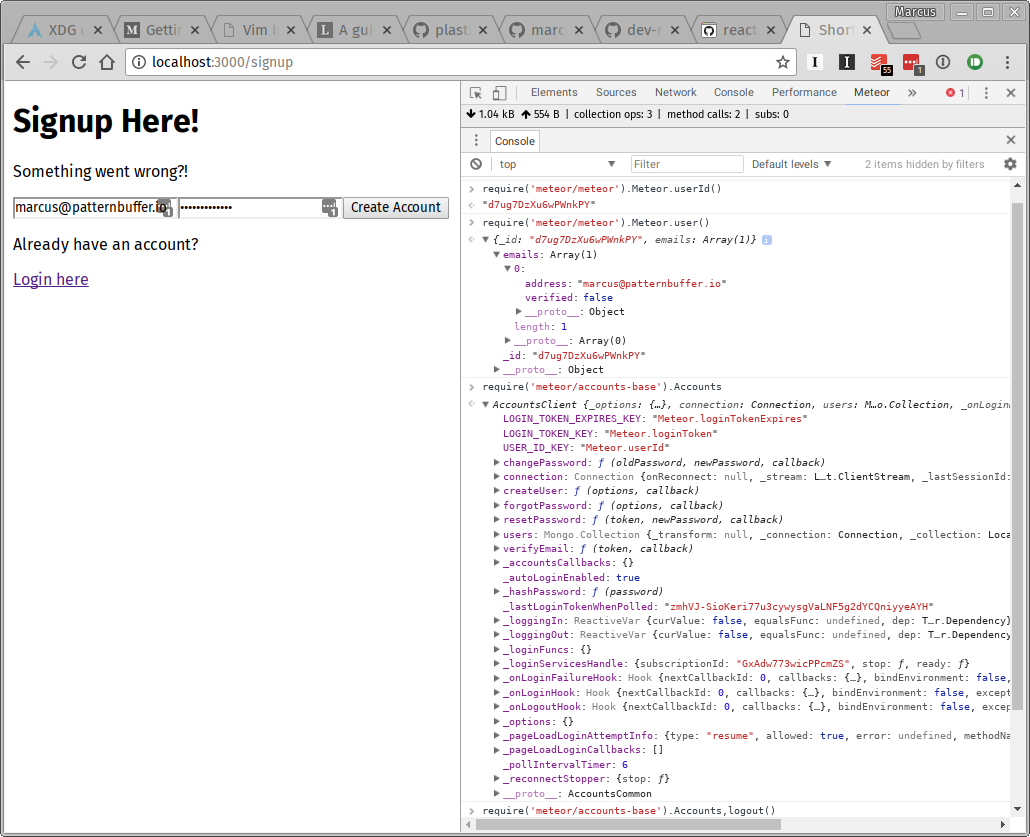 Marcus
XDG u
Gettin
Vim
A gui
plast
marc
dev-r
react
Short
localhost:3000/signup
55
1
Elements Sources Network Console Performance Meteor » 1
1.04 kB 554 B | collection ops: 3 | method calls: 2 | subs: 0
Console
top Filter Default levels 2 items hidden by filters
Signup Here!
Something went wrong?!
marcus@patternbuffer.io ••••••••••••• Create Account
Already have an account?
Login here
require('meteor/meteor').Meteor.userId()
"d7ug7DzXu6wPWnkPY"
require('meteor/meteor').Meteor.user()
{_id: "d7ug7DzXu6wPWnkPY", emails: Array(1)}
emails: Array(1)
0:
address: "marcus@patternbuffer.io"
verified: false
__proto__: Object
length: 1
__proto__: Array(0)
_id: "d7ug7DzXu6wPWnkPY"
__proto__: Object
require('meteor/accounts-base').Accounts
AccountsClient {_options: {…}, connection: Connection, users: M…o.Collection, _onLogin
LOGIN_TOKEN_EXPIRES_KEY: "Meteor.loginTokenExpires"
LOGIN_TOKEN_KEY: "Meteor.loginToken"
USER_ID_KEY: "Meteor.userId"
changePassword: ƒ (oldPassword, newPassword, callback)
connection: Connection {onReconnect: null, _stream: L…t.ClientStream, _lastSessionId:
createUser: ƒ (options, callback)
forgotPassword: ƒ (options, callback)
resetPassword: ƒ (token, newPassword, callback)
users: Mongo.Collection {_transform: null, _connection: Connection, _collection: Loca
verifyEmail: ƒ (token, callback)
_accountsCallbacks: {}
_autoLoginEnabled: true
_hashPassword: ƒ (password)
_lastLoginTokenWhenPolled: "zmhVJ-SioKeri77u3cywysgVaLNF5g2dYCQniyyeAYH"
_loggingIn: ReactiveVar {curValue: false, equalsFunc: undefined, dep: T…r.Dependency}
_loggingOut: ReactiveVar {curValue: false, equalsFunc: undefined, dep: T…r.Dependency
_loginFuncs: {}
_loginServicesHandle: {subscriptionId: "GxAdw773wicPPcmZS", stop: ƒ, ready: ƒ}
_onLoginFailureHook: Hook {nextCallbackId: 0, callbacks: {…}, bindEnvironment: false,
_onLoginHook: Hook {nextCallbackId: 0, callbacks: {…}, bindEnvironment: false, except
_onLogoutHook: Hook {nextCallbackId: 0, callbacks: {…}, bindEnvironment: false, excep
_options: {}
_pageLoadLoginAttemptInfo: {type: "resume", allowed: true, error: undefined, methodNa
_pageLoadLoginCallbacks: []
_pollIntervalTimer: 6
_reconnectStopper: {stop: ƒ}
__proto__: AccountsCommon
require('meteor/accounts-base').Accounts,logout()